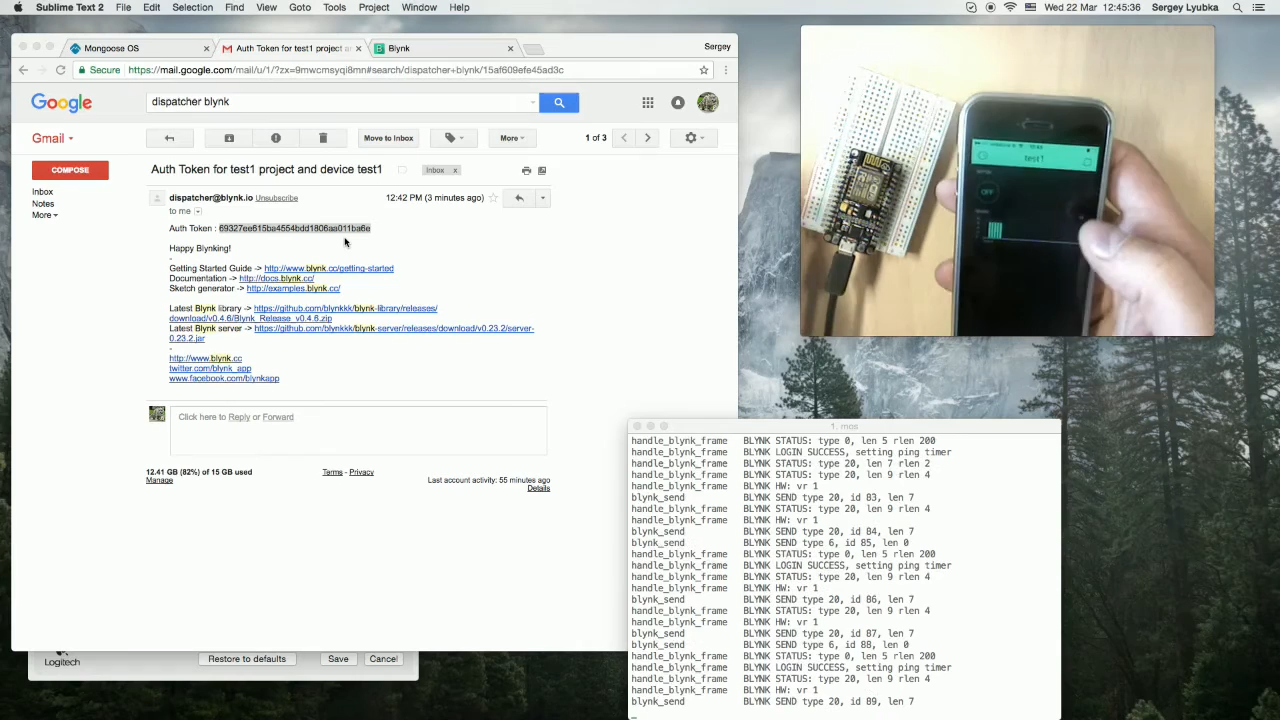 Sublime Text 2 File Edit Selection Find View Goto Tools Project Window Help Wed 22 Mar 12:45:36 Sergey Lyubka
Mongoose OS Auth Token for test1 project a Blynk Sergey
Secure https://mail.google.com/mail/u/1/?zx=9mwcmsyqi8mn#search/dispatcher+blynk/15af609efe45ad3c
Google dispatcher blynk
Gmail Move to Inbox More 1 of 3
COMPOSE
Inbox
Notes
More
Auth Token for test1 project and device test1 Inbox x
dispatcher@blynk.io Unsubscribe 12:42 PM (3 minutes ago)
to me
Auth Token : 69327ee615ba4554bdd1806aa011ba6e
Happy Blynking!
-
Getting Started Guide -> http://www.blynk.cc/getting-started
Documentation -> http://docs.blynk.cc/
Sketch generator -> http://examples.blynk.cc/
Latest Blynk library -> https://github.com/blynkkk/blynk-library/releases/
download/v0.4.6/Blynk_Release_v0.4.6.zip
Latest Blynk server -> https://github.com/blynkkk/blynk-server/releases/download/v0.23.2/server-
0.23.2.jar
-
http://www.blynk.cc
twitter.com/blynk_app
www.facebook.com/blynkapp
Click here to Reply or Forward
12.41 GB (82%) of 15 GB used
Manage
Terms - Privacy
Last account activity: 55 minutes ago
Details
Logitech Restore to defaults Save Cancel
test1
OFF
1. mos
handle_blynk_frame BLYNK STATUS: type 0, len 5 rlen 200
handle_blynk_frame BLYNK LOGIN SUCCESS, setting ping timer
handle_blynk_frame BLYNK STATUS: type 20, len 7 rlen 2
handle_blynk_frame BLYNK STATUS: type 20, len 9 rlen 4
handle_blynk_frame BLYNK HW: vr 1
blynk_send BLYNK SEND type 20, id 83, len 7
handle_blynk_frame BLYNK STATUS: type 20, len 9 rlen 4
handle_blynk_frame BLYNK HW: vr 1
blynk_send BLYNK SEND type 20, id 84, len 7
blynk_send BLYNK SEND type 6, id 85, len 0
handle_blynk_frame BLYNK STATUS: type 0, len 5 rlen 200
handle_blynk_frame BLYNK LOGIN SUCCESS, setting ping timer
handle_blynk_frame BLYNK STATUS: type 20, len 9 rlen 4
handle_blynk_frame BLYNK HW: vr 1
blynk_send BLYNK SEND type 20, id 86, len 7
handle_blynk_frame BLYNK STATUS: type 20, len 9 rlen 4
handle_blynk_frame BLYNK HW: vr 1
blynk_send BLYNK SEND type 20, id 87, len 7
blynk_send BLYNK SEND type 6, id 88, len 0
handle_blynk_frame BLYNK STATUS: type 0, len 5 rlen 200
handle_blynk_frame BLYNK LOGIN SUCCESS, setting ping timer
handle_blynk_frame BLYNK STATUS: type 20, len 9 rlen 4
handle_blynk_frame BLYNK HW: vr 1
blynk_send BLYNK SEND type 20, id 89, len 7